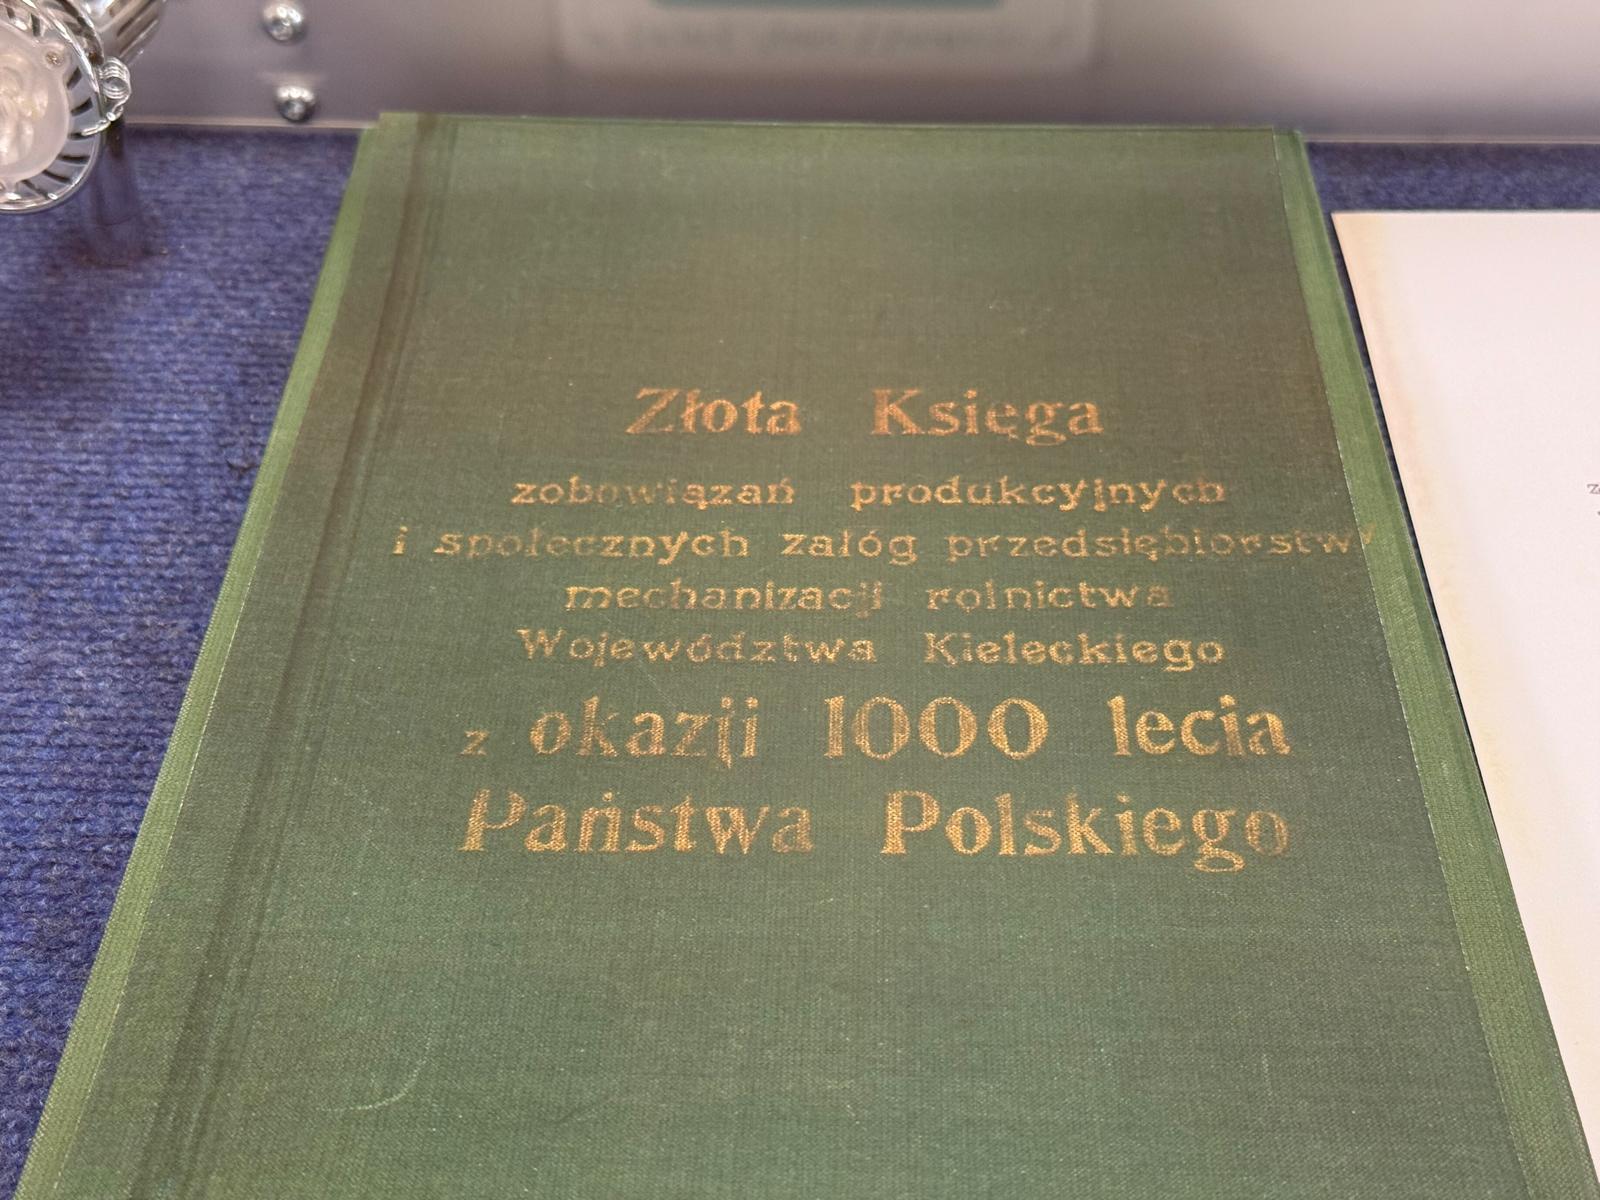 Złota Księga
zobowiązań produkcyjnych
i społecznych załóg przedsiębiorstw
mechanizacji rolnictwa
Województwa Kieleckiego
z okazji 1000 lecia
Państwa Polskiego